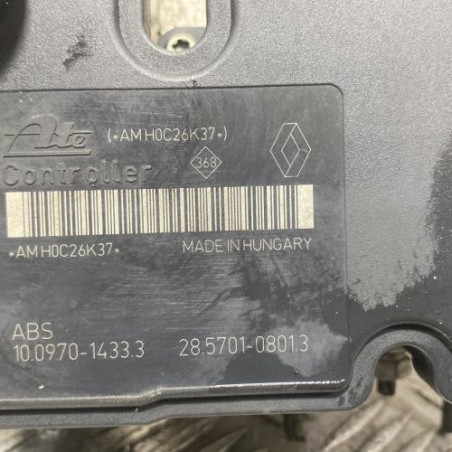 Ate (*AMH0C26K37*)
Controller 368
*AMH0C26K37* MADE IN HUNGARY
ABS
10.0970-1433.3 28.5701-0801.3